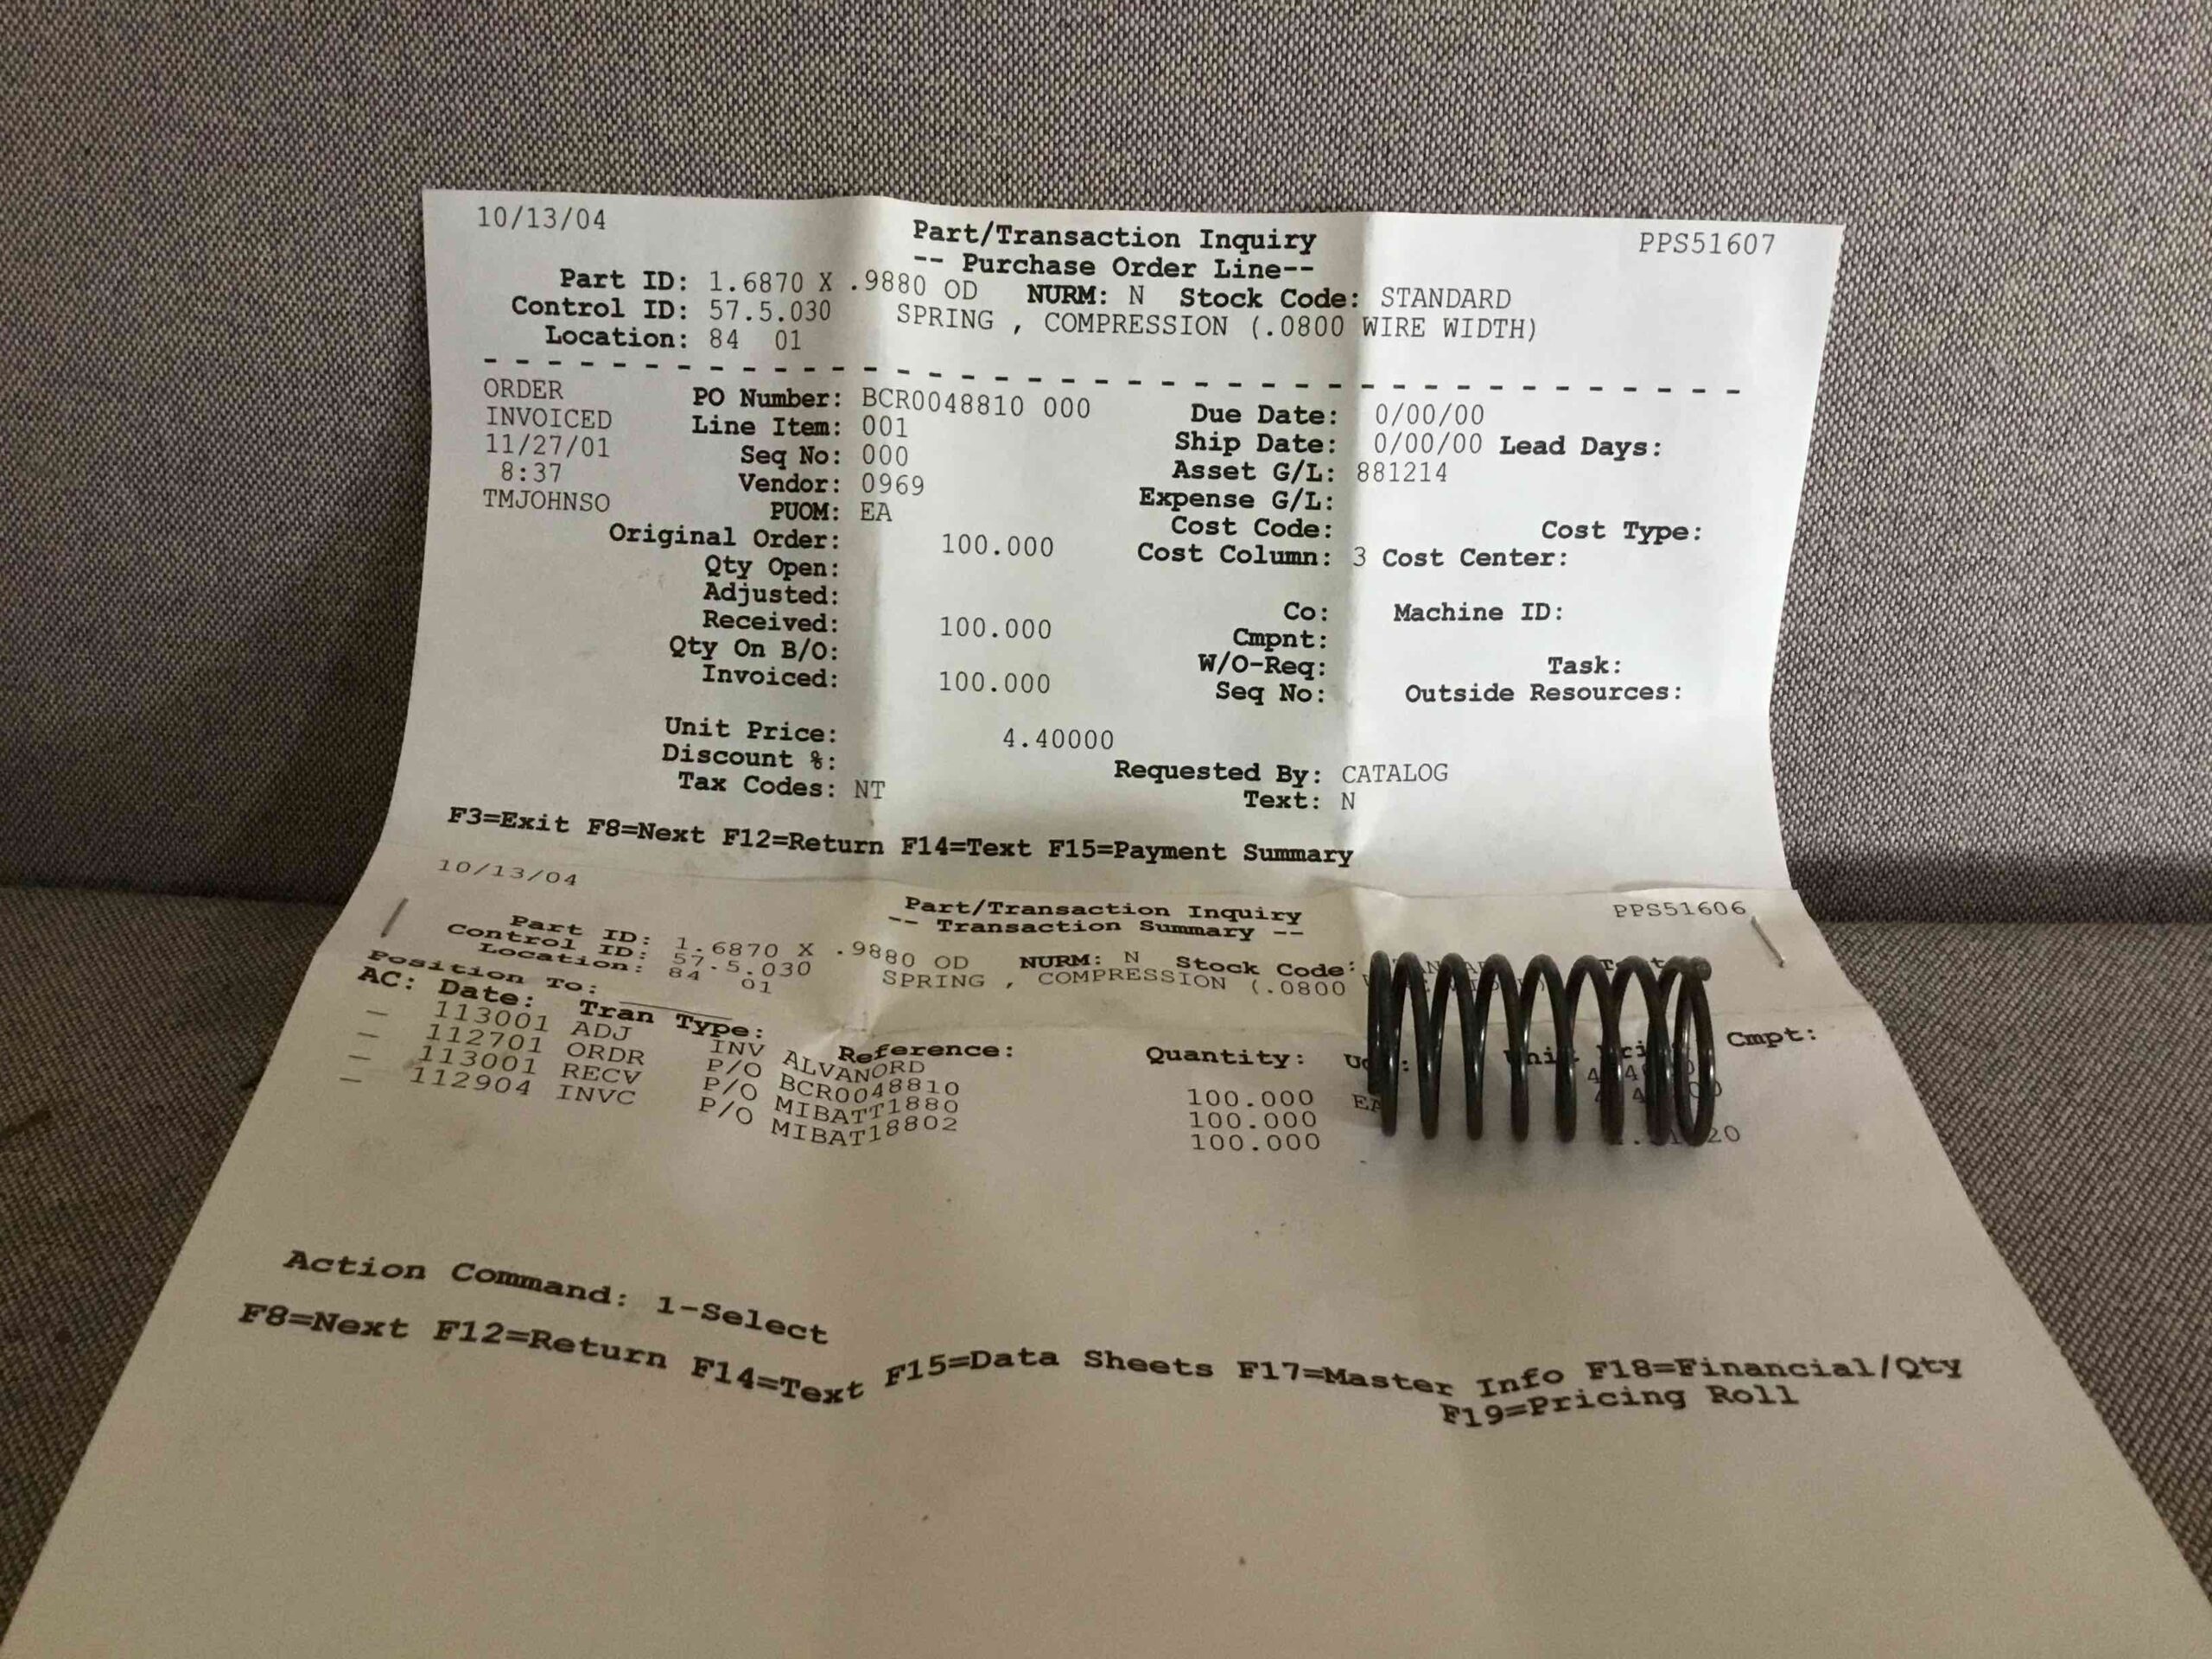 10/13/04 Part/Transaction Inquiry PPS51607
-- Purchase Order Line--
Part ID: 1.6870 X .9880 OD NURM: N Stock Code: STANDARD
Control ID: 57.5.030 SPRING , COMPRESSION (.0800 WIRE WIDTH)
Location: 84 01
ORDER PO Number: BCR0048810 000 Due Date: 0/00/00
INVOICED Line Item: 001 Ship Date: 0/00/00 Lead Days:
11/27/01 Seq No: 000 Asset G/L: 881214
8:37 Vendor: 0969 Expense G/L:
TMJOHNSO PUOM: EA Cost Code: Cost Type:
Original Order: 100.000 Cost Column: 3 Cost Center:
Qty Open:
Adjusted: Co: Machine ID:
Received: 100.000 Cmpnt:
Qty On B/O: W/O-Req: Task:
Invoiced: 100.000 Seq No: Outside Resources:
Unit Price: 4.40000
Discount %: Requested By: CATALOG
Tax Codes: NT Text: N
F3=Exit F8=Next F12=Return F14=Text F15=Payment Summary
10/13/04 Part/Transaction Inquiry PPS51606
-- Transaction Summary --
Part ID: 1.6870 X .9880 OD NURM: N Stock Code:
Control ID: 57.5.030 SPRING , COMPRESSION (.0800
Location: 84 01
Position To:
AC: Date: Tran Type: Reference: Quantity: Cmpt:
113001 ADJ INV ALVANORD
112701 ORDR P/O BCR0048810 100.000 EA
113001 RECV P/O MIBATT1880 100.000
112904 INVC P/O MIBAT18802 100.000
Action Command: 1-Select
F8=Next F12=Return F14=Text F15=Data Sheets F17=Master Info F18=Financial/Qty
F19=Pricing Roll